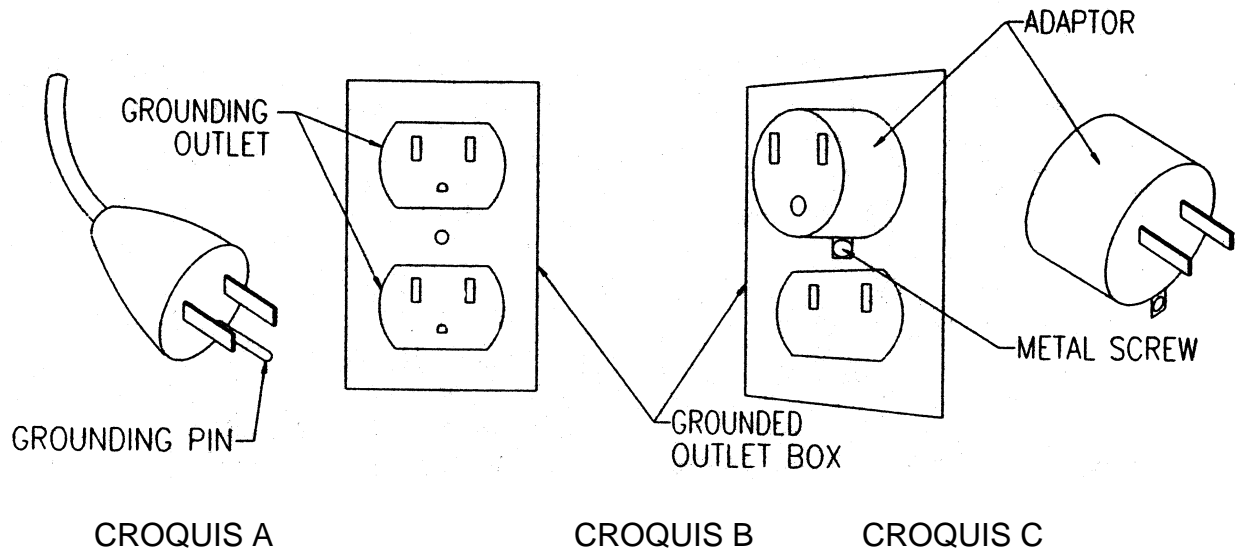 ADAPTOR
GROUNDING
OUTLET
METAL SCREW
GROUNDING PIN
GROUNDED
OUTLET BOX
CROQUIS A
CROQUIS B
CROQUIS C